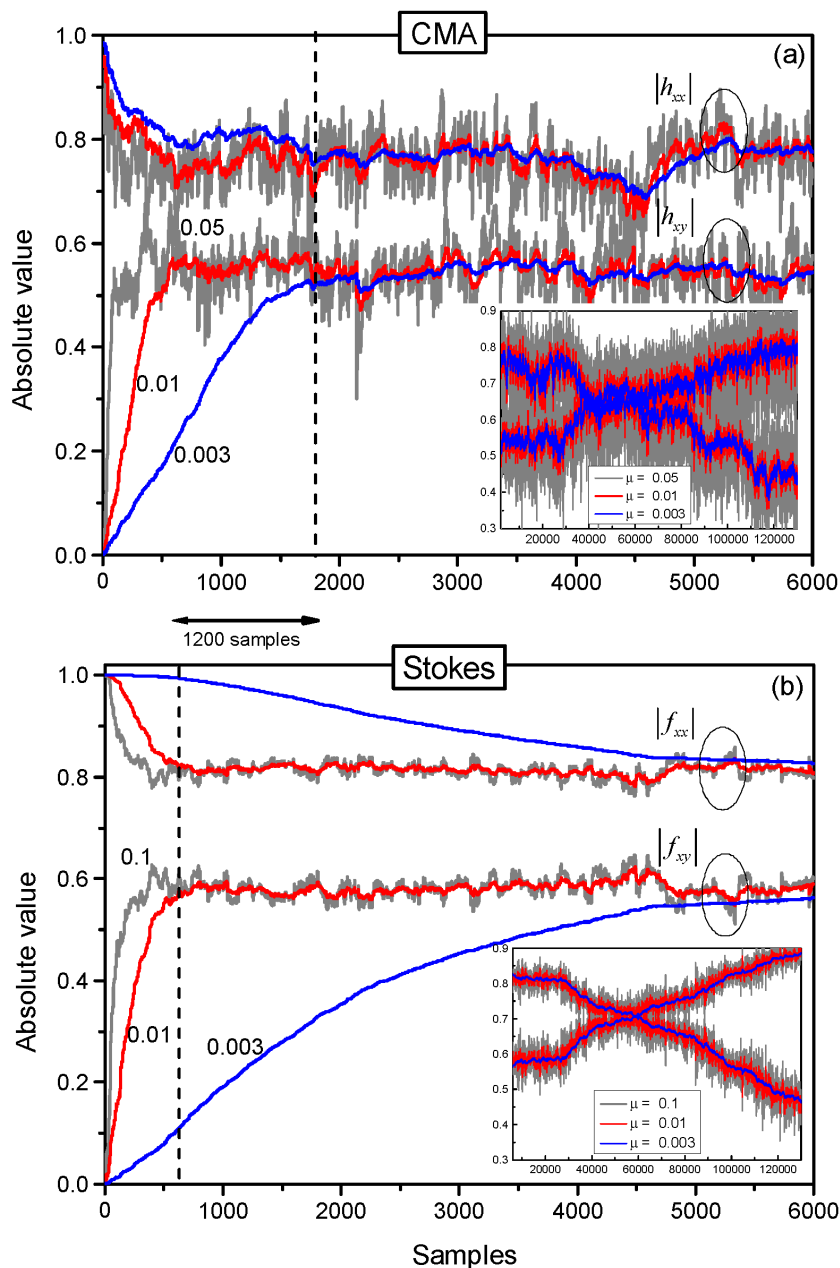 CMA
(a)
1.0
0.8
0.6
0.4
0.2
0.0
Absolute value
|h_xx|
|h_xy|
0.05
0.01
0.003
0.9
0.8
0.7
0.6
0.5
0.4
0.3
μ = 0.05
μ = 0.01
μ = 0.003
20000 40000 60000 80000 100000 120000
0 1000 2000 3000 4000 5000 6000
1200 samples
Stokes
(b)
1.0
0.8
0.6
0.4
0.2
0.0
Absolute value
|f_xx|
|f_xy|
0.1
0.01
0.003
0.9
0.8
0.7
0.6
0.5
0.4
0.3
μ = 0.1
μ = 0.01
μ = 0.003
20000 40000 60000 80000 100000 120000
0 1000 2000 3000 4000 5000 6000
Samples